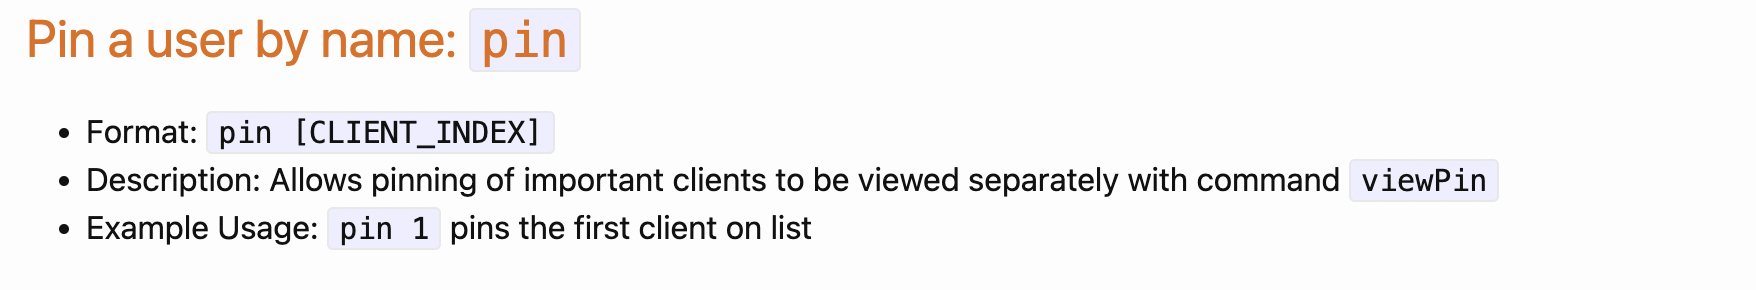 Pin a user by name: pin
• Format: pin [CLIENT_INDEX]
• Description: Allows pinning of important clients to be viewed separately with command viewPin
• Example Usage: pin 1 pins the first client on list